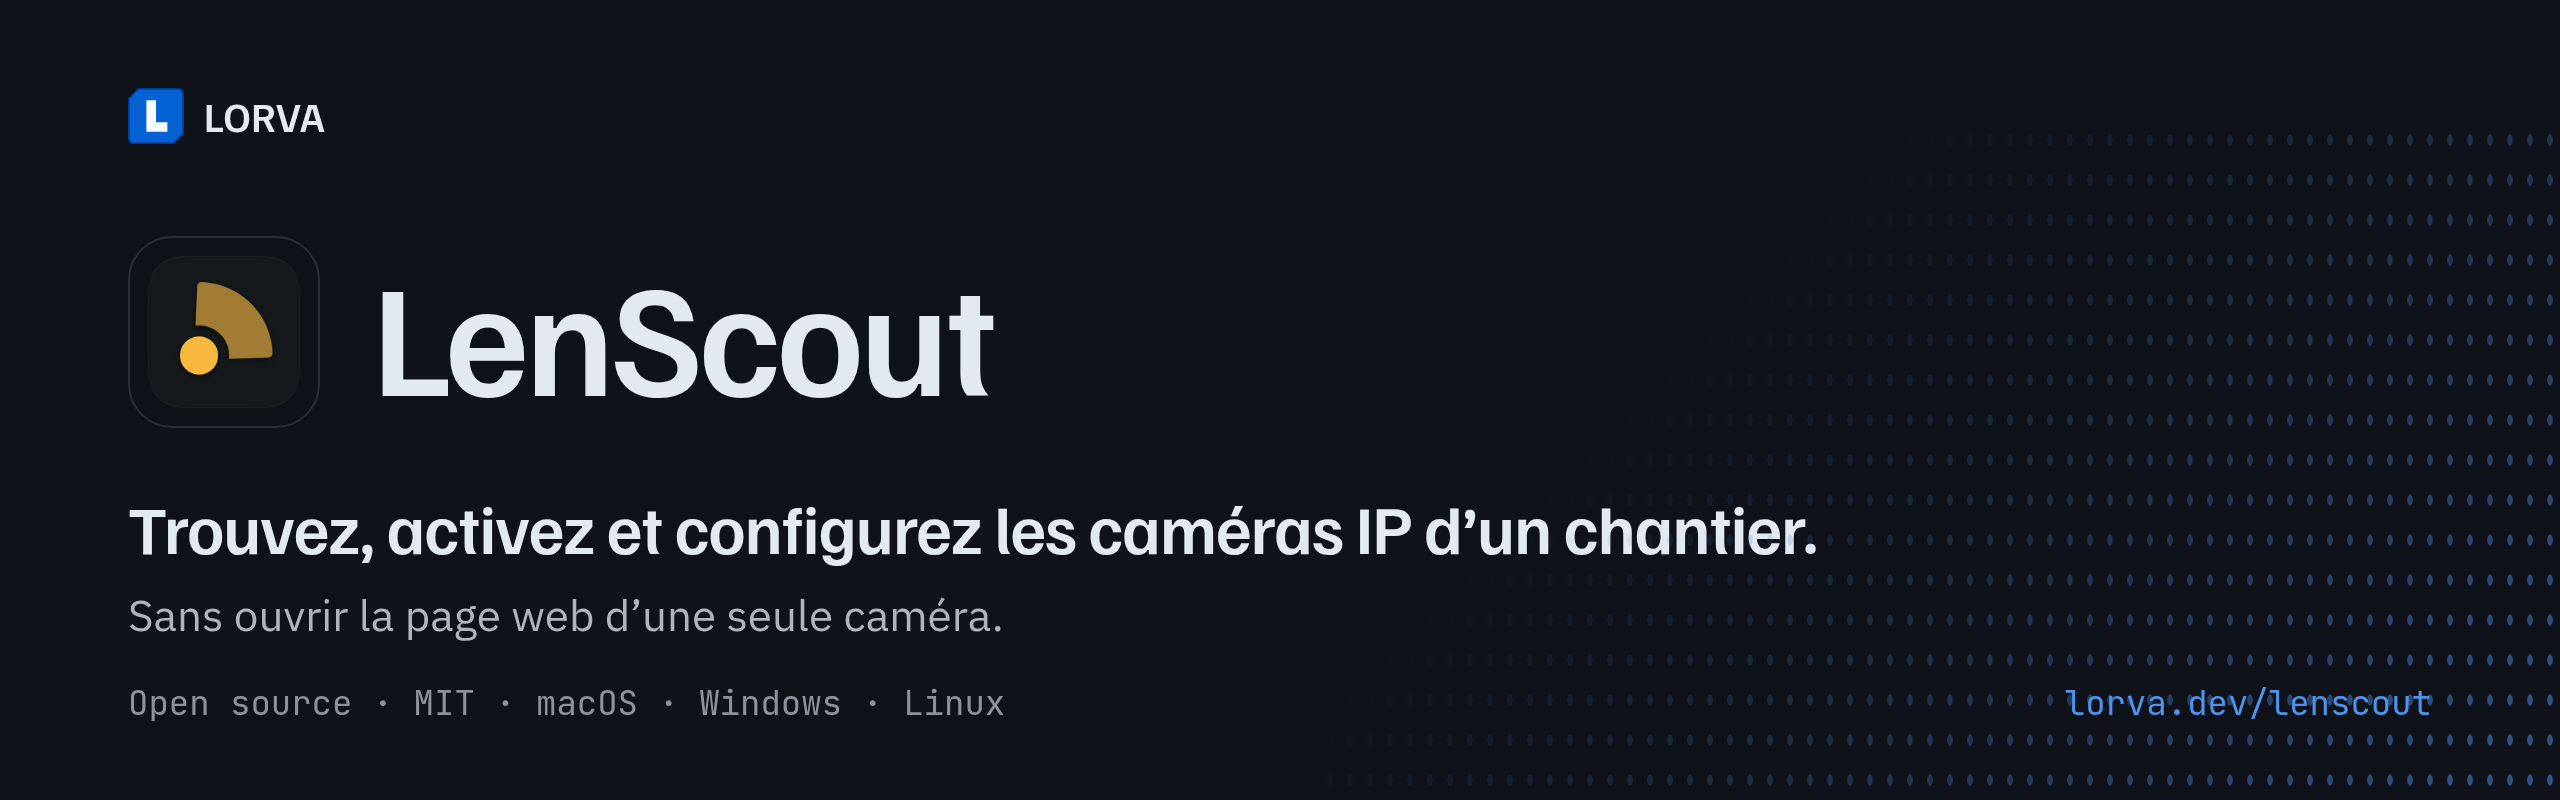 L LORVA
LenScout
Trouvez, activez et configurez les caméras IP d’un chantier.
Sans ouvrir la page web d’une seule caméra.
Open source · MIT · macOS · Windows · Linux
lorva.dev/lenscout